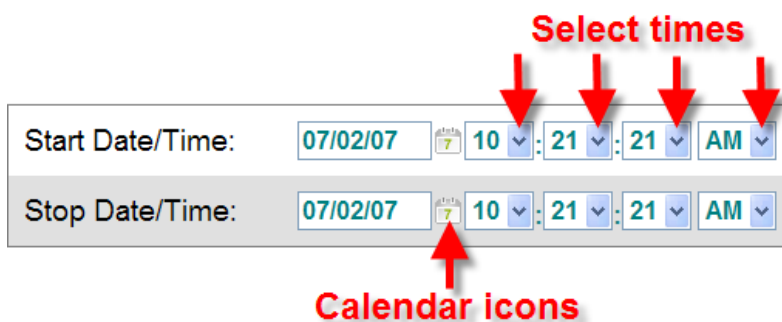 Select times
Start Date/Time: 07/02/07 7 10 : 21 : 21 AM
Stop Date/Time: 07/02/07 7 10 : 21 : 21 AM
Calendar icons